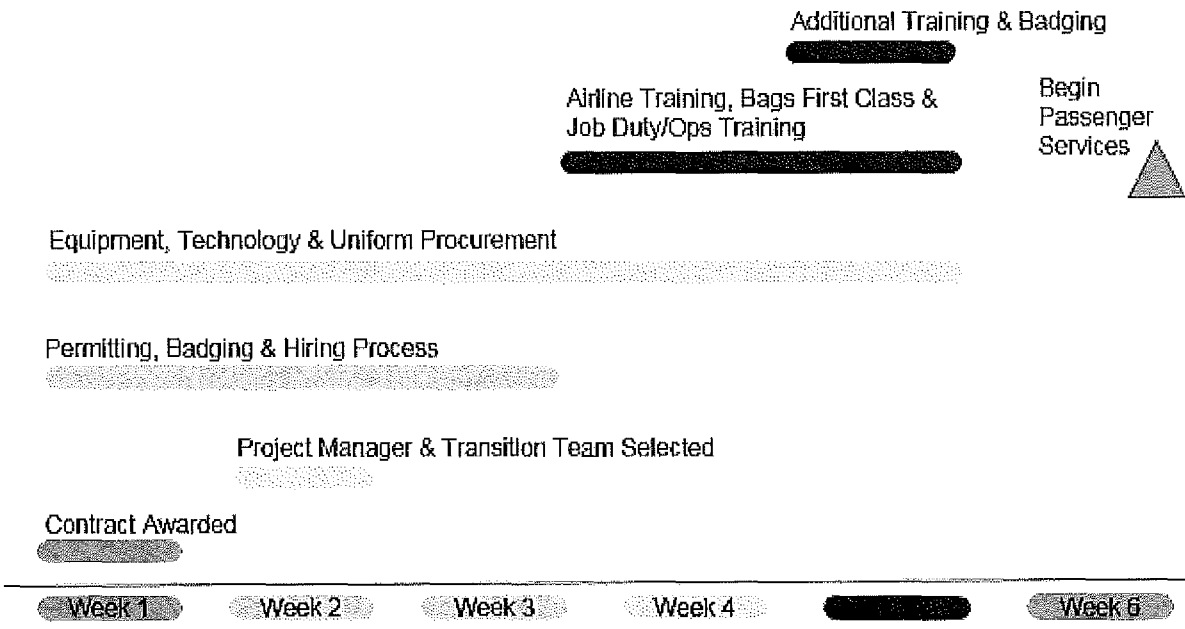 Additional Training & Badging
Airline Training, Bags First Class &
Job Duty/Ops Training
Begin
Passenger
Services
Equipment, Technology & Uniform Procurement
Permitting, Badging & Hiring Process
Project Manager & Transition Team Selected
Contract Awarded
Week 1 Week 2 Week 3 Week 4 Week 6